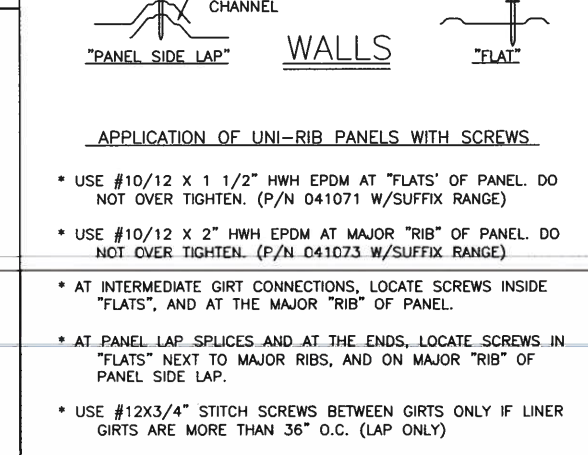 CHANNEL
"PANEL SIDE LAP"
WALLS
"FLAT"
APPLICATION OF UNI-RIB PANELS WITH SCREWS
* USE #10/12 X 1 1/2" HWH EPDM AT "FLATS' OF PANEL. DO
NOT OVER TIGHTEN. (P/N 041071 W/SUFFIX RANGE)
* USE #10/12 X 2" HWH EPDM AT MAJOR "RIB" OF PANEL. DO
NOT OVER TIGHTEN. (P/N 041073 W/SUFFIX RANGE)
* AT INTERMEDIATE GIRT CONNECTIONS, LOCATE SCREWS INSIDE
"FLATS", AND AT THE MAJOR "RIB" OF PANEL.
* AT PANEL LAP SPLICES AND AT THE ENDS, LOCATE SCREWS IN
"FLATS" NEXT TO MAJOR RIBS, AND ON MAJOR "RIB" OF
PANEL SIDE LAP.
* USE #12X3/4" STITCH SCREWS BETWEEN GIRTS ONLY IF LINER
GIRTS ARE MORE THAN 36" O.C. (LAP ONLY)